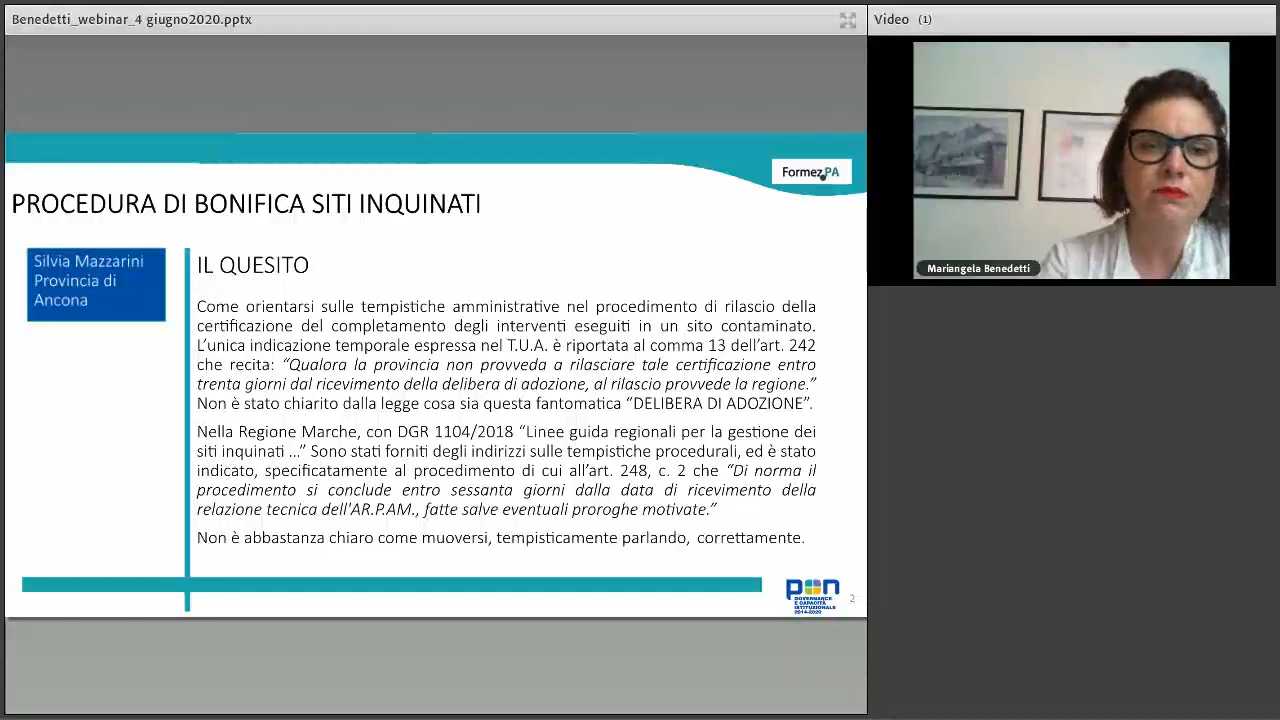 Benedetti_webinar_4 giugno2020.pptx
Video (1)
Formez PA
Mariangela Benedetti
PROCEDURA DI BONIFICA SITI INQUINATI
Silvia Mazzarini
Provincia di
Ancona
IL QUESITO
Come orientarsi sulle tempistiche amministrative nel procedimento di rilascio della
certificazione del completamento degli interventi eseguiti in un sito contaminato.
L’unica indicazione temporale espressa nel T.U.A. è riportata al comma 13 dell’art. 242
che recita: “Qualora la provincia non provveda a rilasciare tale certificazione entro
trenta giorni dal ricevimento della delibera di adozione, al rilascio provvede la regione.”
Non è stato chiarito dalla legge cosa sia questa fantomatica “DELIBERA DI ADOZIONE”.
Nella Regione Marche, con DGR 1104/2018 “Linee guida regionali per la gestione dei
siti inquinati ...” Sono stati forniti degli indirizzi sulle tempistiche procedurali, ed è stato
indicato, specificatamente al procedimento di cui all’art. 248, c. 2 che “Di norma il
procedimento si conclude entro sessanta giorni dalla data di ricevimento della
relazione tecnica dell'AR.P.AM., fatte salve eventuali proroghe motivate.”
Non è abbastanza chiaro come muoversi, tempisticamente parlando, correttamente.
pon
GOVERNANCE
E CAPACITÀ
ISTITUZIONALE
2014-2020
2